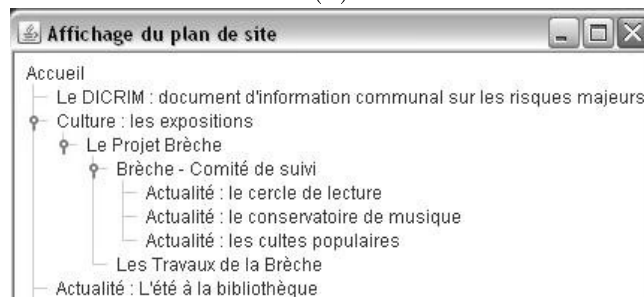 Affichage du plan de site
Accueil
Le DICRIM : document d'information communal sur les risques majeurs
Culture : les expositions
Le Projet Brèche
Brèche - Comité de suivi
Actualité : le cercle de lecture
Actualité : le conservatoire de musique
Actualité : les cultes populaires
Les Travaux de la Brèche
Actualité : L'été à la bibliothèque